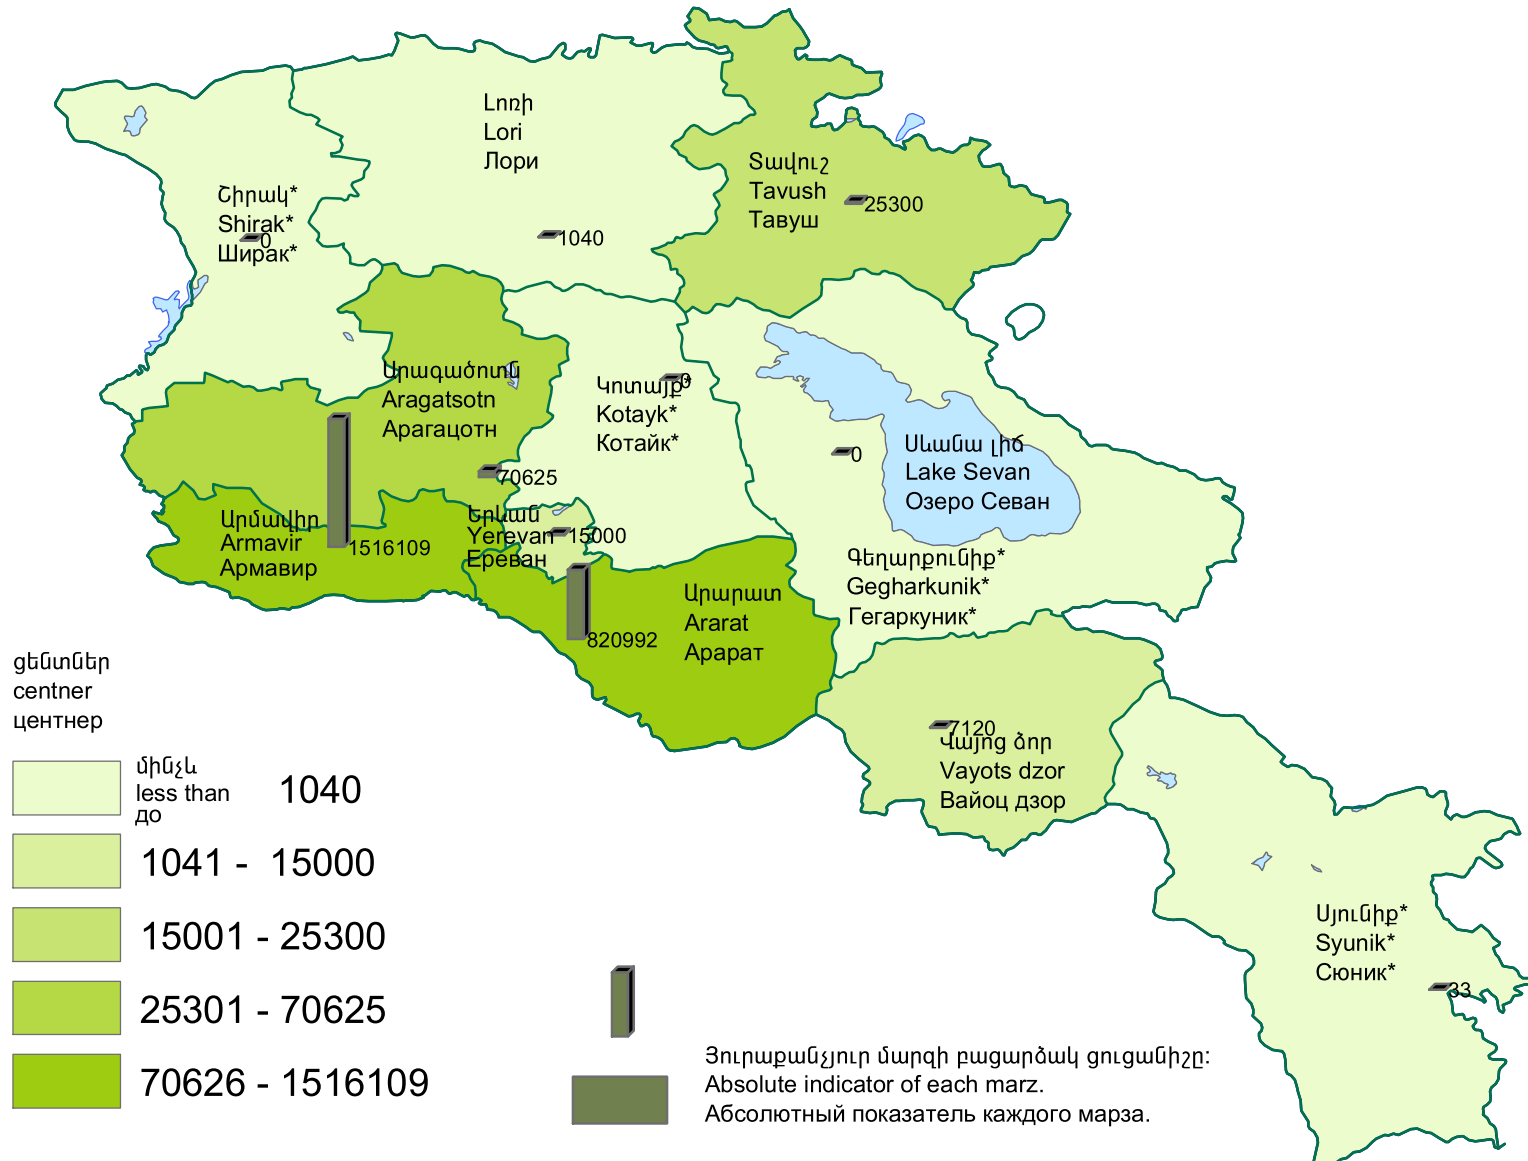 Լոռի
Lori
Лори
1040
Տավուշ
Tavush
Тавуш
25300
Շիրակ*
Shirak*
Ширак*
0
Արագածոտն
Aragatsotn
Арагацотн
70625
Կոտայք*
Kotayk*
Котайк*
0
0
Սևանա լիճ
Lake Sevan
Озеро Севан
Արմավիր
Armavir
Армавир
1516109
Երևան
Yerevan
Ереван
15000
Գեղարքունիք*
Gegharkunik*
Гегаркуник*
Արարատ
Ararat
Арарат
820992
7120
Վայոց ձոր
Vayots dzor
Вайоц дзор
Սյունիք*
Syunik*
Сюник*
33
ցենտներ
centner
центнер
մինչև
less than
до
1040
1041 - 15000
15001 - 25300
25301 - 70625
70626 - 1516109
Յուրաքանչյուր մարզի բացարձակ ցուցանիշը:
Absolute indicator of each marz.
Абсолютный показатель каждого марза.